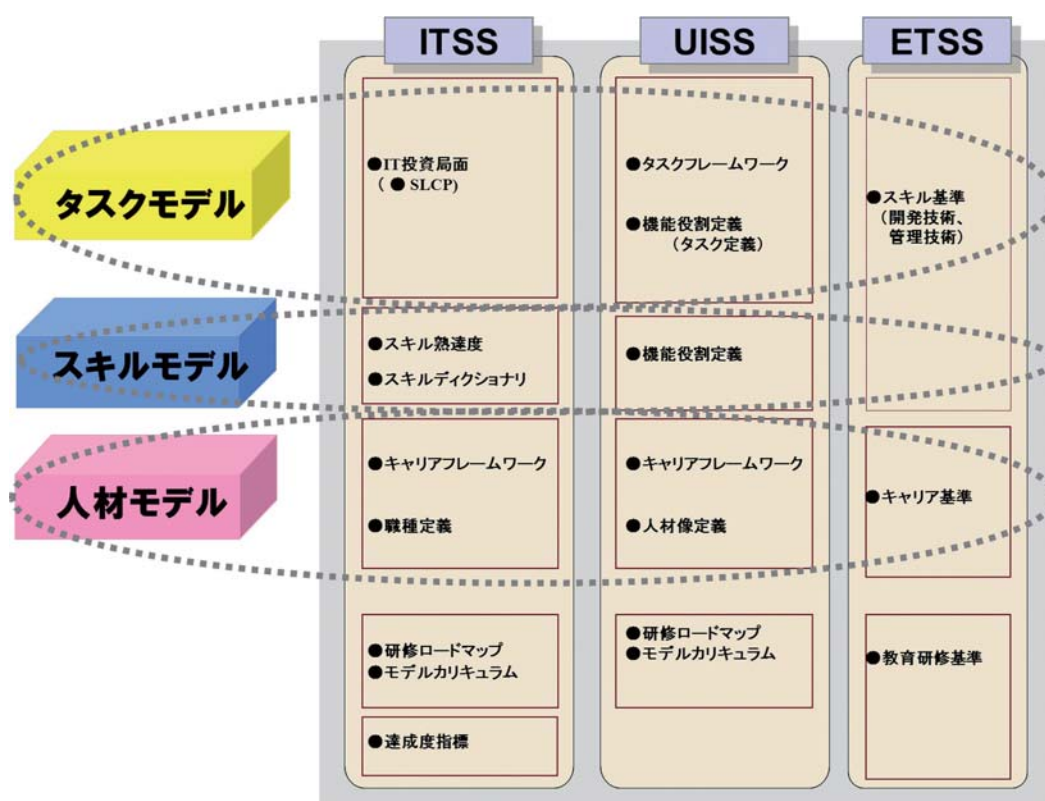 ITSS
UISS
ETSS
タスクモデル
スキルモデル
人材モデル
●IT投資局面
(● SLCP)
●スキル熟達度
●スキルディクショナリ
●キャリアフレームワーク
●職種定義
●研修ロードマップ
●モデルカリキュラム
●達成度指標
●タスクフレームワーク
●機能役割定義
(タスク定義)
●機能役割定義
●キャリアフレームワーク
●人材像定義
●研修ロードマップ
●モデルカリキュラム
●スキル基準
(開発技術、
管理技術)
●キャリア基準
●教育研修基準